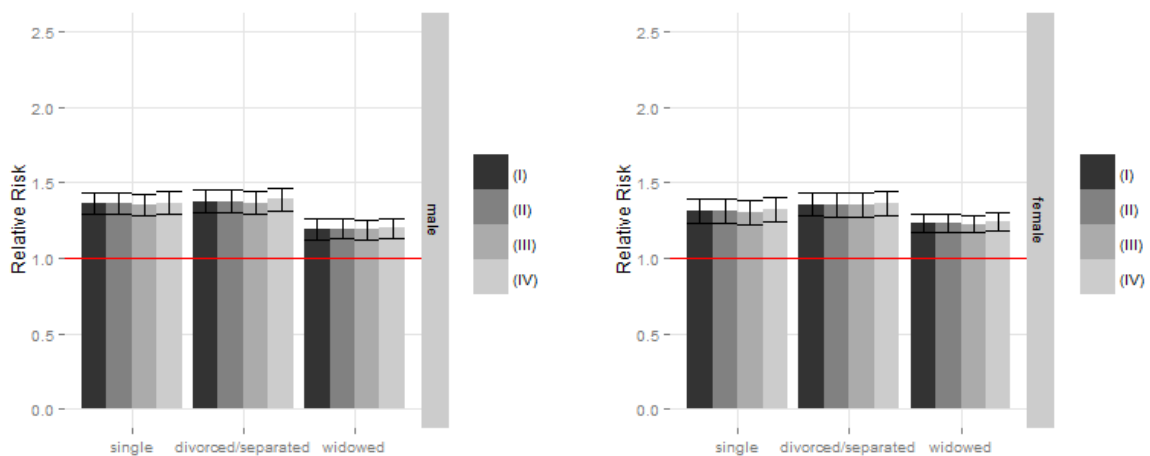 Relative Risk
2.5
2.0
1.5
1.0
0.5
0.0
single divorced/separated widowed
male
(I)
(II)
(III)
(IV)
Relative Risk
2.5
2.0
1.5
1.0
0.5
0.0
single divorced/separated widowed
female
(I)
(II)
(III)
(IV)